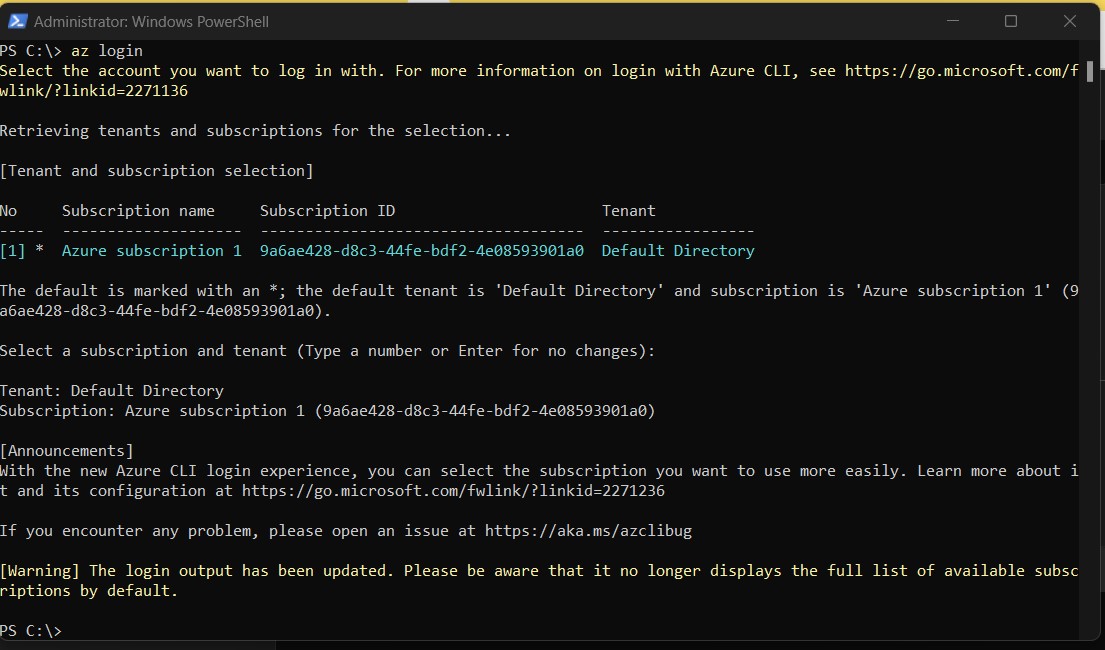 Administrator: Windows PowerShell
PS C:\> az login
Select the account you want to log in with. For more information on login with Azure CLI, see https://go.microsoft.com/f
wlink/?linkid=2271136
Retrieving tenants and subscriptions for the selection...
[Tenant and subscription selection]
No     Subscription name     Subscription ID                       Tenant
-----  --------------------  ------------------------------------  -----------------
[1] *  Azure subscription 1  9a6ae428-d8c3-44fe-bdf2-4e08593901a0  Default Directory
The default is marked with an *; the default tenant is 'Default Directory' and subscription is 'Azure subscription 1' (9
a6ae428-d8c3-44fe-bdf2-4e08593901a0).
Select a subscription and tenant (Type a number or Enter for no changes):
Tenant: Default Directory
Subscription: Azure subscription 1 (9a6ae428-d8c3-44fe-bdf2-4e08593901a0)
[Announcements]
With the new Azure CLI login experience, you can select the subscription you want to use more easily. Learn more about i
t and its configuration at https://go.microsoft.com/fwlink/?linkid=2271236
If you encounter any problem, please open an issue at https://aka.ms/azclibug
[Warning] The login output has been updated. Please be aware that it no longer displays the full list of available subsc
riptions by default.
PS C:\>